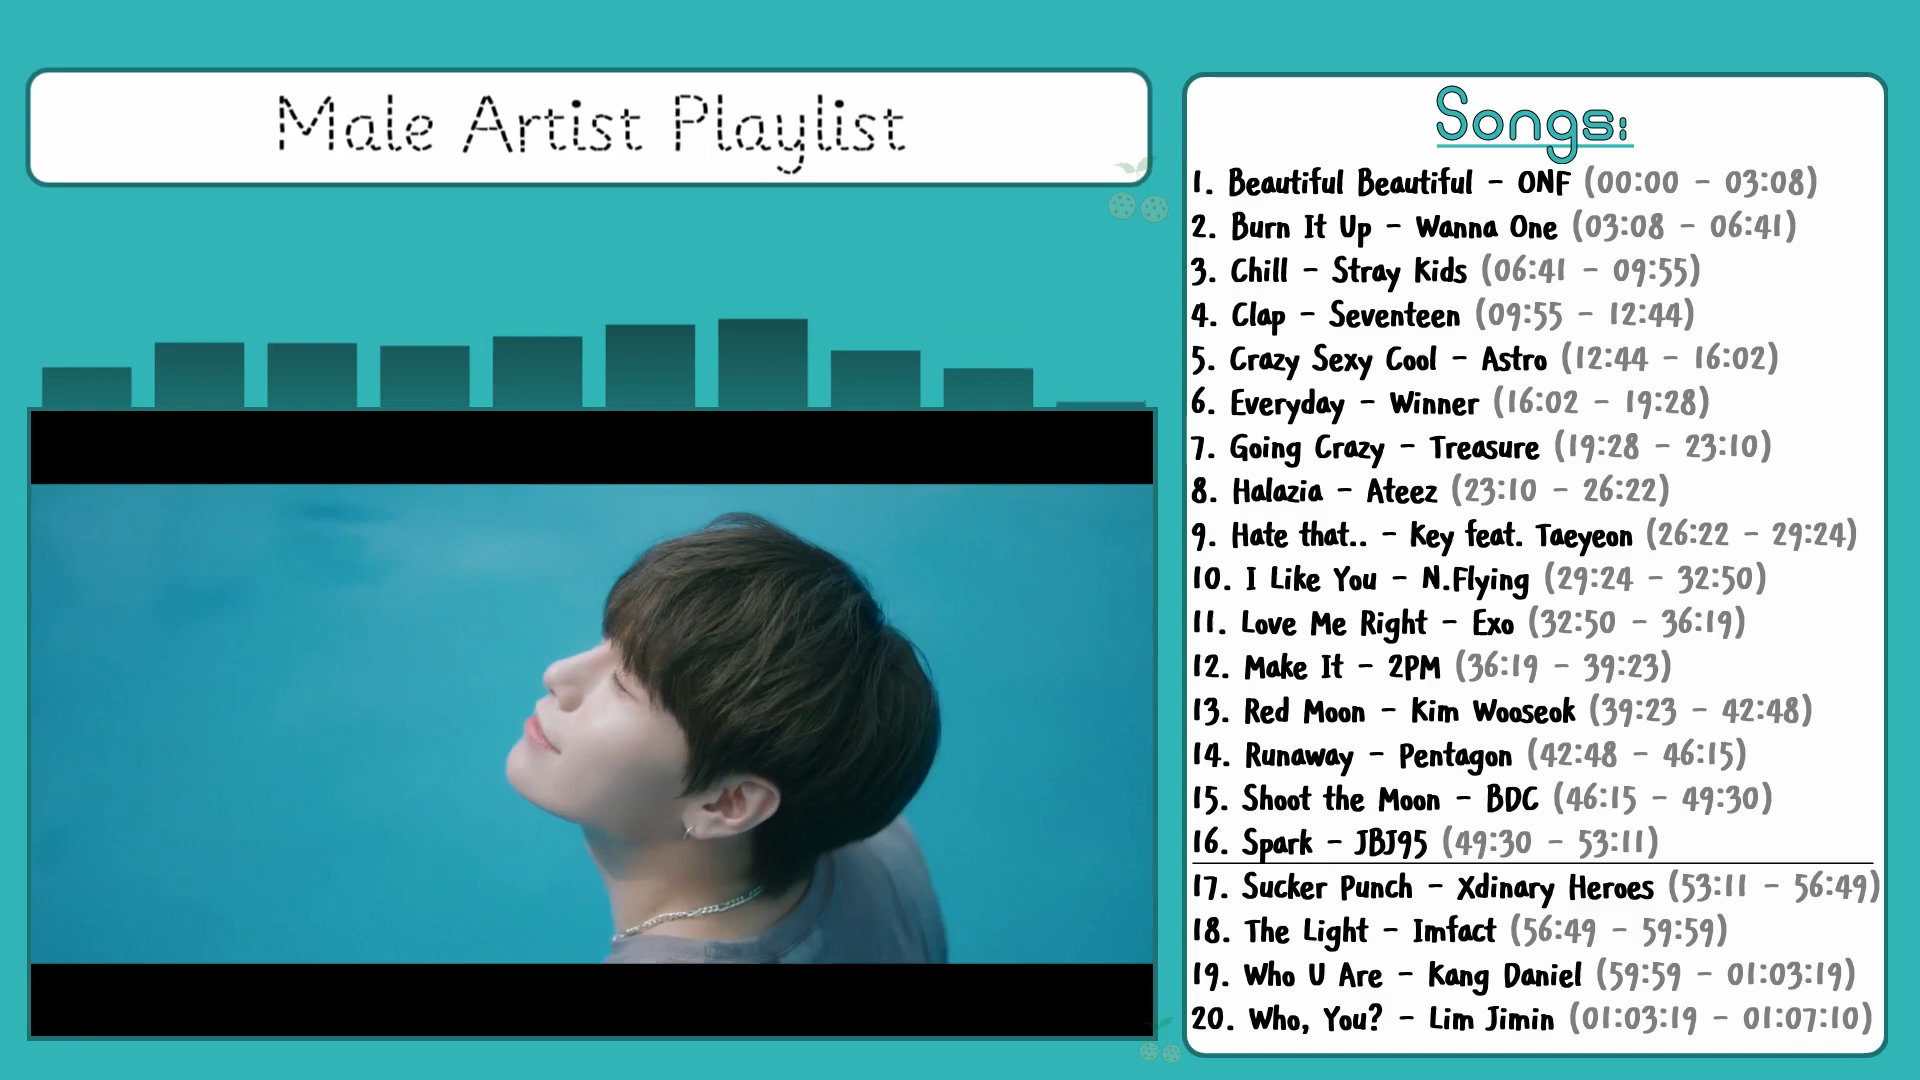 Male Artist Playlist
Songs:
1. Beautiful Beautiful - ONF (00:00 - 03:08)
2. Burn It Up - Wanna One (03:08 - 06:41)
3. Chill - Stray Kids (06:41 - 09:55)
4. Clap - Seventeen (09:55 - 12:44)
5. Crazy Sexy Cool - Astro (12:44 - 16:02)
6. Everyday - Winner (16:02 - 19:28)
7. Going Crazy - Treasure (19:28 - 23:10)
8. Halazia - Ateez (23:10 - 26:22)
9. Hate that.. - Key feat. Taeyeon (26:22 - 29:24)
10. I Like You - N.Flying (29:24 - 32:50)
11. Love Me Right - Exo (32:50 - 36:19)
12. Make It - 2PM (36:19 - 39:23)
13. Red Moon - Kim Wooseok (39:23 - 42:48)
14. Runaway - Pentagon (42:48 - 46:15)
15. Shoot the Moon - BDC (46:15 - 49:30)
16. Spark - JBJ95 (49:30 - 53:11)
17. Sucker Punch - Xdinary Heroes (53:11 - 56:49)
18. The Light - Imfact (56:49 - 59:59)
19. Who U Are - Kang Daniel (59:59 - 01:03:19)
20. Who, You? - Lim Jimin (01:03:19 - 01:07:10)